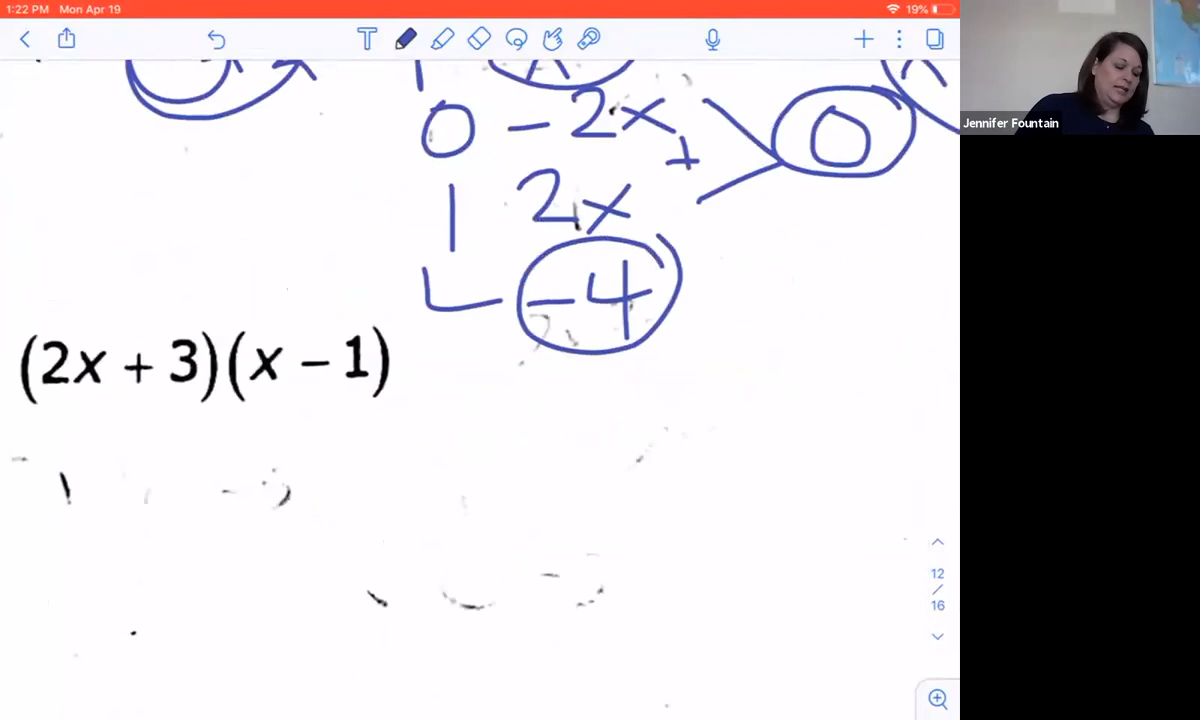 1:22 PM Mon Apr 19
19%
T
Jennifer Fountain
0 - 2x
+
0
1 2x
L -4
(2x + 3)(x - 1)
12
/
16